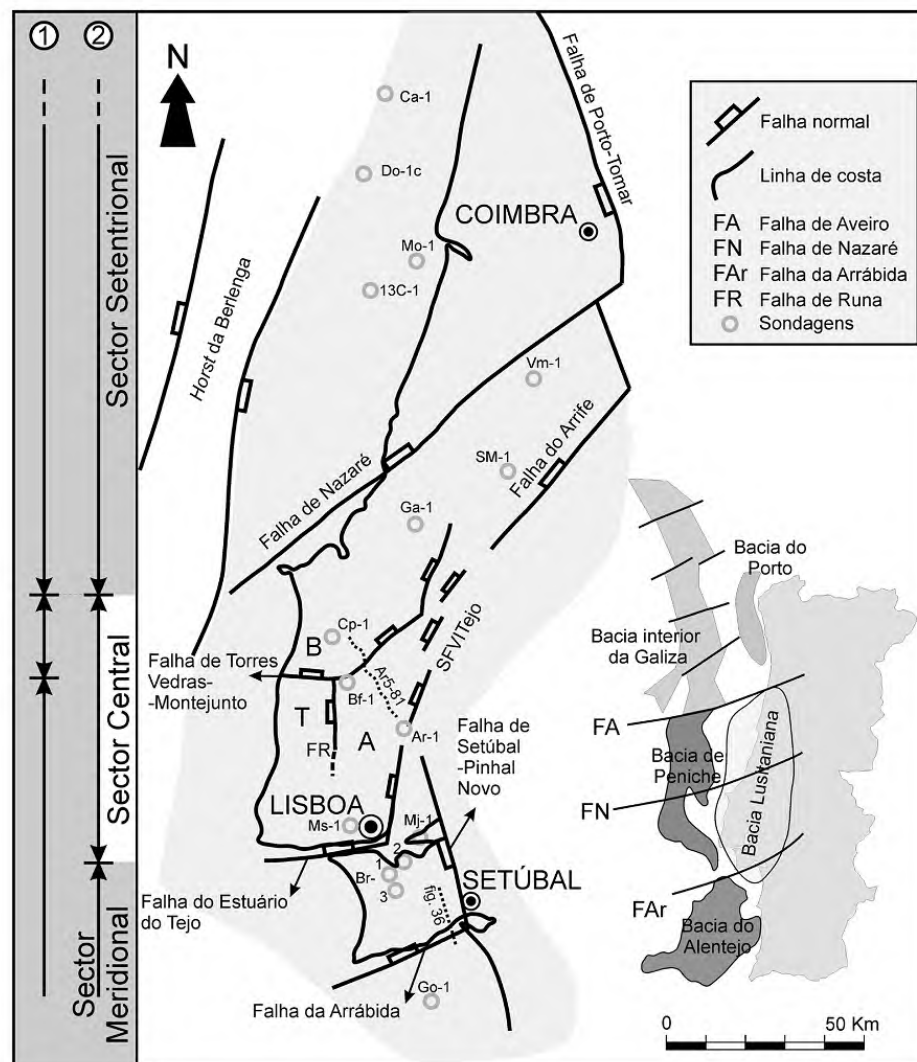 1
2
Sector Setentrional
Sector Central
Sector
Meridional
N
Ca-1
Do-1c
COIMBRA
Mo-1
13C-1
Falha de Porto-Tomar
Horst da Berlenga
Vm-1
SM-1
Falha do Arrife
Falha de Nazaré
Ga-1
Cp-1
B
SFVITejo
Ar5-81
Falha de Torres
Vedras-
-Montejunto
Bf-1
T
A
FR
Ar-1
Falha de
Setúbal
-Pinhal
Novo
LISBOA
Ms-1
Mj-1
2
1
Br-
3
fig. 36
SETÚBAL
Falha do Estuário
do Tejo
Falha da Arrábida
Go-1
Falha normal
Linha de costa
FA Falha de Aveiro
FN Falha de Nazaré
FAr Falha da Arrábida
FR Falha de Runa
Sondagens
Bacia do
Porto
Bacia interior
da Galiza
FA
Bacia de
Peniche
FN
Bacia Lusitaniana
FAr
Bacia do
Alentejo
0 50 Km